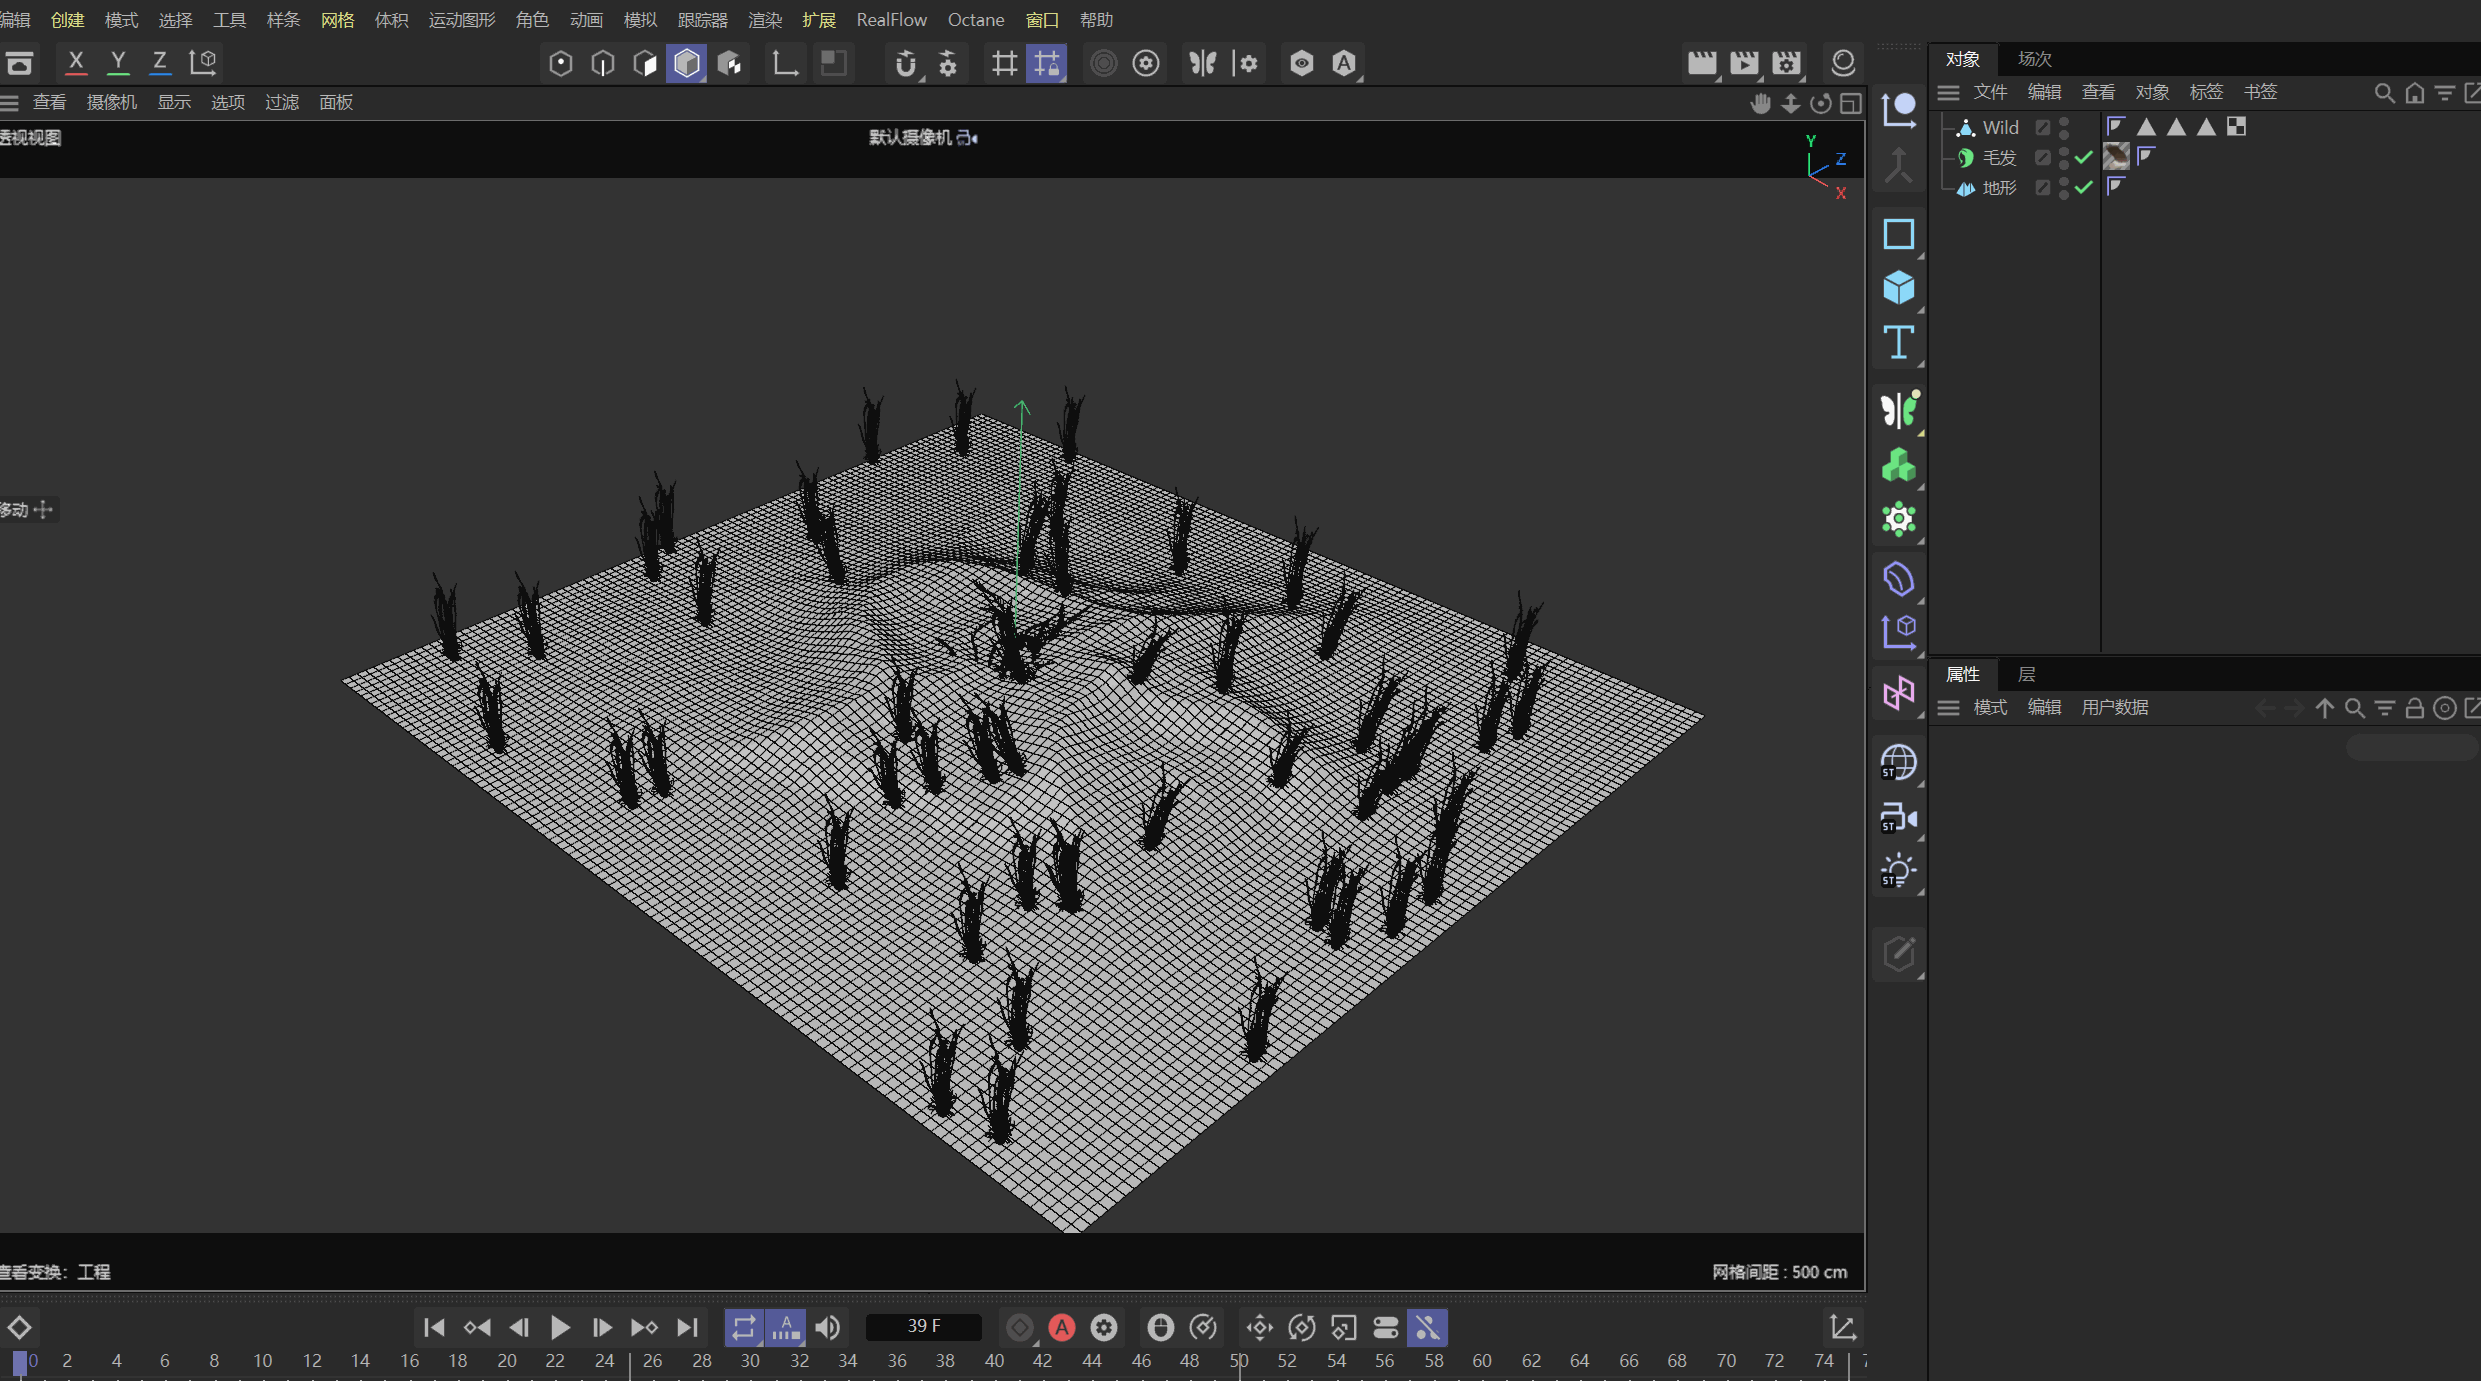 编辑 创建 模式 选择 工具 样条 网格 体积 运动图形 角色 动画 模拟 跟踪器 渲染 扩展 RealFlow Octane 窗口 帮助
X Y Z
A
对象 场次
查看 摄像机 显示 选项 过滤 面板
文件 编辑 查看 对象 标签 书签
透视视图
默认摄像机
Y
Z
X
Wild
毛发
地形
T
移动
属性 层
模式 编辑 用户数据
ST
ST
ST
查看变换：工程
网格间距 : 500 cm
A
39 F
A
0 2 4 6 8 10 12 14 16 18 20 22 24 26 28 30 32 34 36 38 40 42 44 46 48 50 52 54 56 58 60 62 64 66 68 70 72 74